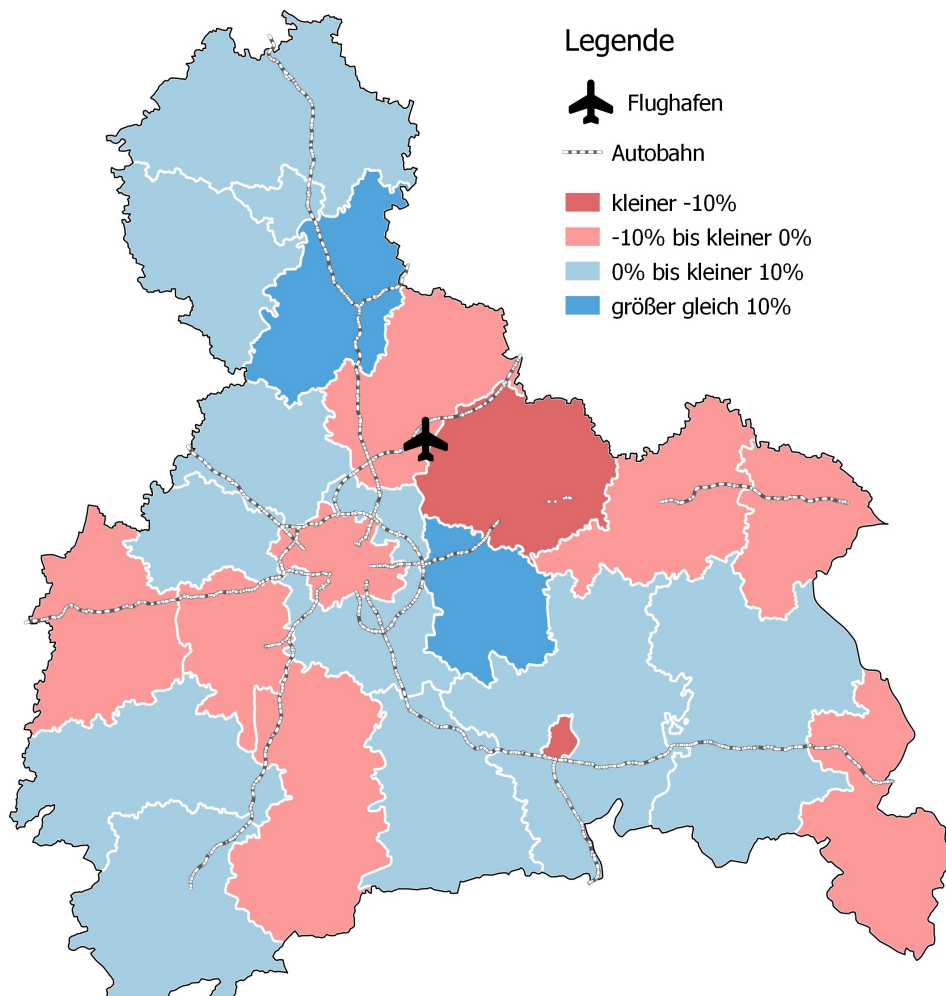 Legende
Flughafen
Autobahn
kleiner -10%
-10% bis kleiner 0%
0% bis kleiner 10%
größer gleich 10%